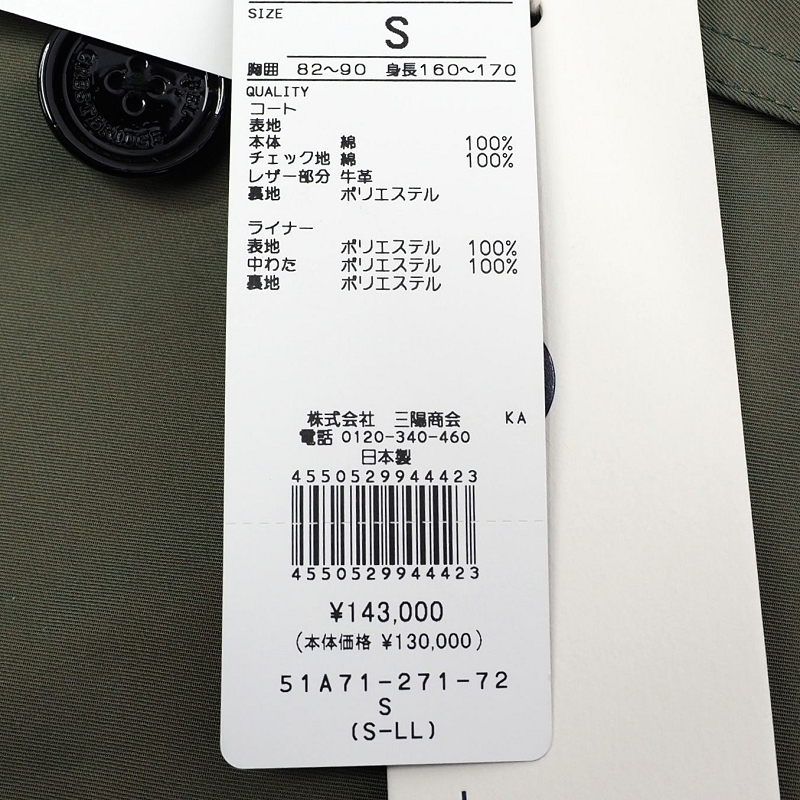 SIZE
S
胸囲 82〜90 身長160〜170
QUALITY
コート
表地
本体 綿 100%
チェック地 綿 100%
レザー部分 牛革
裏地 ポリエステル
ライナー
表地 ポリエステル 100%
中わた ポリエステル 100%
裏地 ポリエステル
株式会社 三陽商会 KA
電話 0120-340-460
日本製
4550529944423
4550529944423
¥143,000
(本体価格 ¥130,000)
51A71-271-72
S
(S-LL)